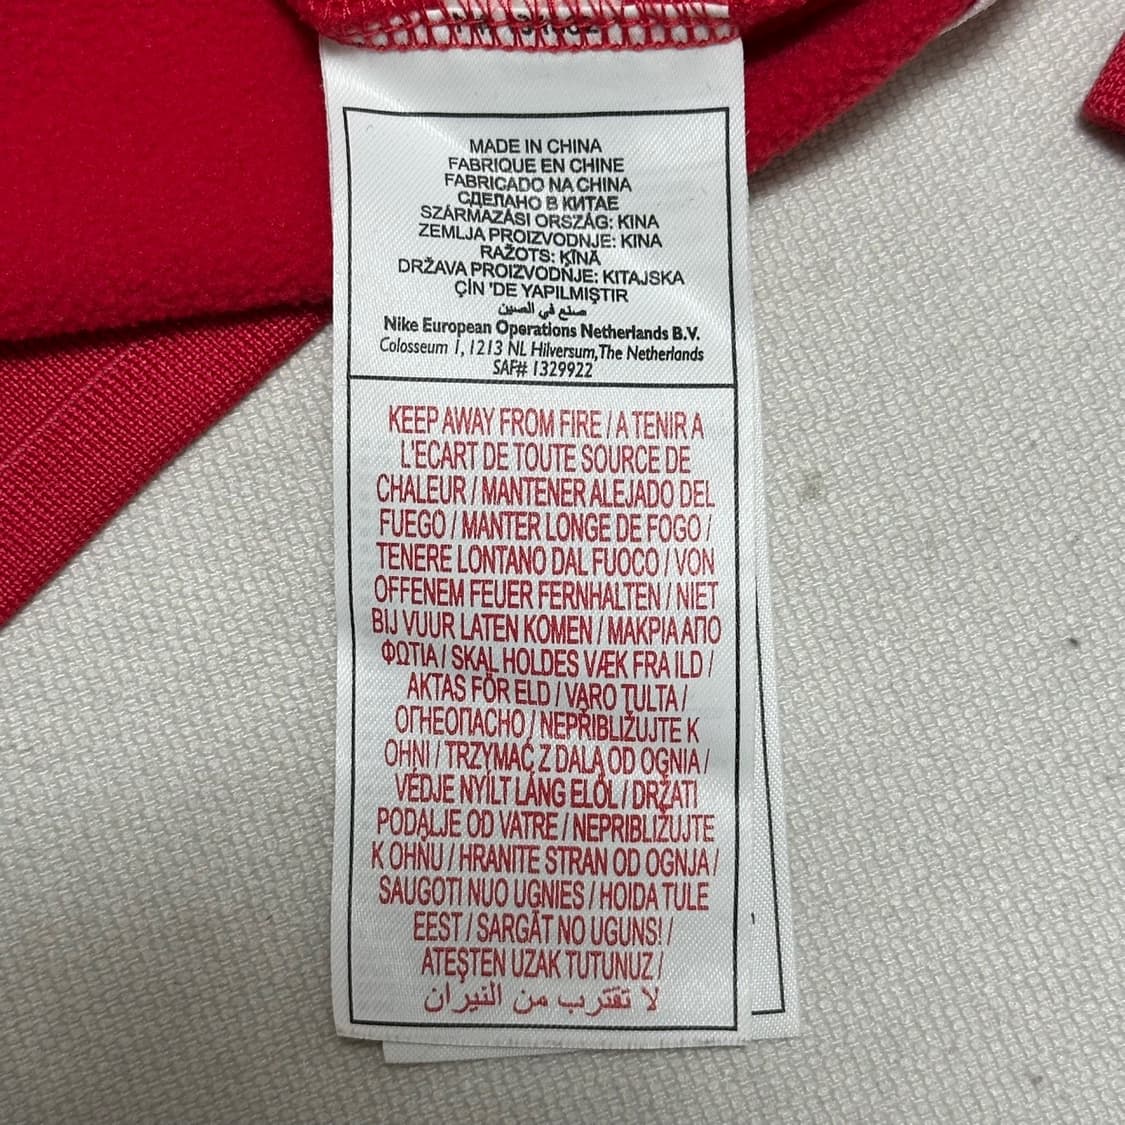 MADE IN CHINA
FABRIQUE EN CHINE
FABRICADO NA CHINA
СДЕЛАНО В КИТАЕ
SZÁRMAZÁSI ORSZÁG: KINA
ZEMLJA PROIZVODNJE: KINA
RAŽOTS: ĶĪNĀ
DRŽAVA PROIZVODNJE: KITAJSKA
ÇİN 'DE YAPILMIŞTIR
صنع في الصين
Nike European Operations Netherlands B.V.
Colosseum 1, 1213 NL Hilversum, The Netherlands
SAF# 1329922
KEEP AWAY FROM FIRE / A TENIR A
L'ECART DE TOUTE SOURCE DE
CHALEUR / MANTENER ALEJADO DEL
FUEGO / MANTER LONGE DE FOGO /
TENERE LONTANO DAL FUOCO / VON
OFFENEM FEUER FERNHALTEN / NIET
BIJ VUUR LATEN KOMEN / ΜΑΚΡΙΑ ΑΠΟ
ΦΩΤΙΑ / SKAL HOLDES VÆK FRA ILD /
AKTAS FÖR ELD / VARO TULTA /
ОГНЕОПАСНО / NEPŘIBLIŽUJTE K
OHNI / TRZYMAĆ Z DALA OD OGNIA /
VÉDJE NYÍLT LÁNG ELŐL / DRŽATI
PODALJE OD VATRE / NEPRIBLIŽUJTE
K OHŇU / HRANITE STRAN OD OGNJA /
SAUGOTI NUO UGNIES / HOIDA TULE
EEST / SARGĀT NO UGUNS! /
ATEŞTEN UZAK TUTUNUZ /
لا تقترب من النيران